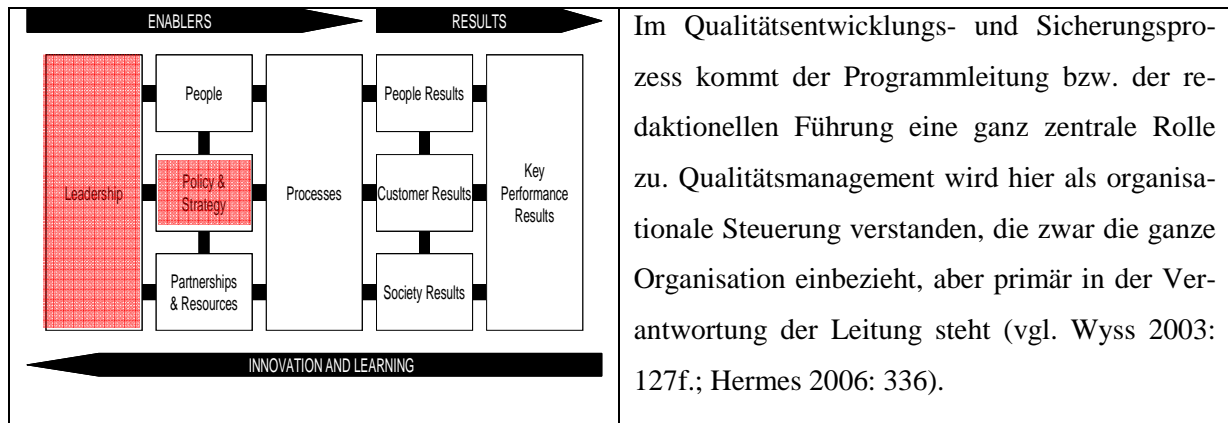 ENABLERS
RESULTS
Leadership
People
Policy &
Strategy
Partnerships
& Resources
Processes
People Results
Customer Results
Society Results
Key
Performance
Results
INNOVATION AND LEARNING
Im Qualitätsentwicklungs- und Sicherungspro-
zess kommt der Programmleitung bzw. der re-
daktionellen Führung eine ganz zentrale Rolle
zu. Qualitätsmanagement wird hier als organisa-
tionale Steuerung verstanden, die zwar die ganze
Organisation einbezieht, aber primär in der Ver-
antwortung der Leitung steht (vgl. Wyss 2003:
127f.; Hermes 2006: 336).